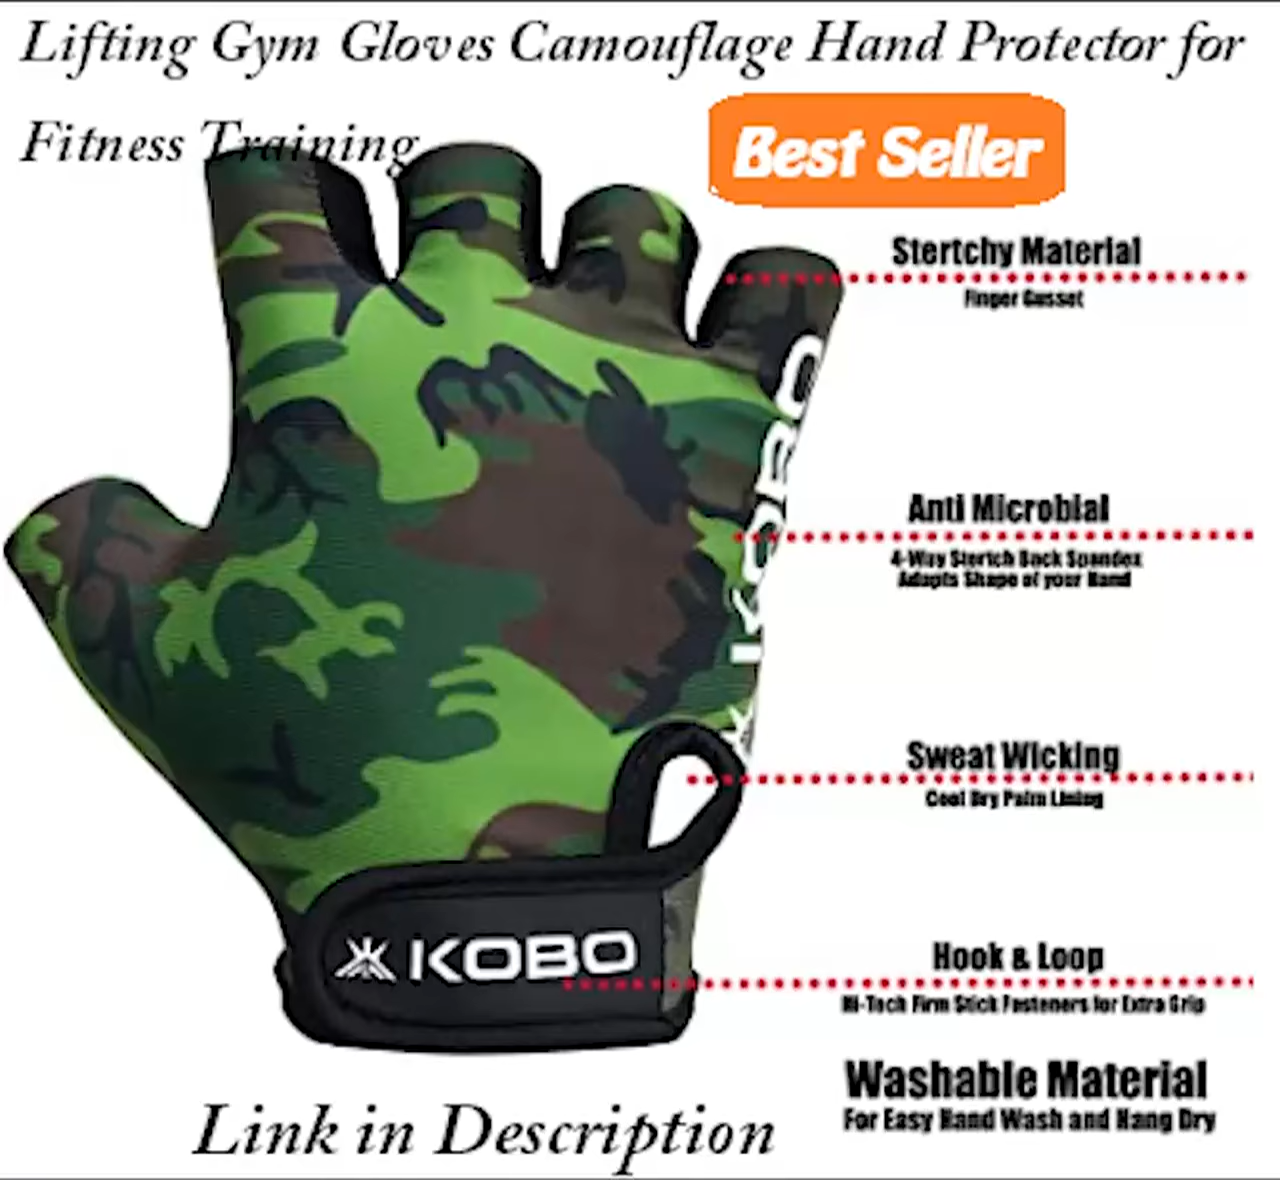 Lifting Gym Gloves Camouflage Hand Protector for
Fitness Training
Best Seller
Stertchy Material
Finger Gusset
KOBO
Anti Microbial
4-Way Stertch Back Spandex
Adapts Shape of your Hand
Sweat Wicking
Cool Dry Palm Lining
KOBO
Hook & Loop
Hi-Tech Firm Stick Fasteners for Extra Grip
Washable Material
For Easy Hand Wash and Hang Dry
Link in Description